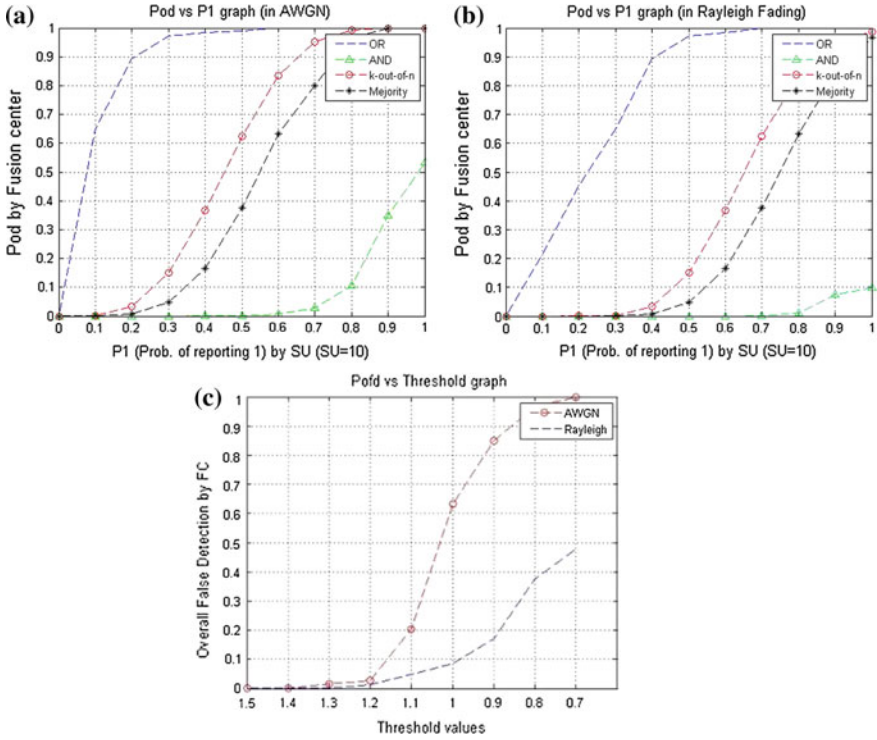 (a)
Pod vs P1 graph (in AWGN)
Pod by Fusion center
1
0.9
0.8
0.7
0.6
0.5
0.4
0.3
0.2
0.1
0
OR
AND
k-out-of-n
Mejority
0 0.1 0.2 0.3 0.4 0.5 0.6 0.7 0.8 0.9 1
P1 (Prob. of reporting 1) by SU (SU=10)
(b)
Pod vs P1 graph (in Rayleigh Fading)
Pod by Fusion center
1
0.9
0.8
0.7
0.6
0.5
0.4
0.3
0.2
0.1
0
OR
AND
k-out-of-n
Mejority
0 0.1 0.2 0.3 0.4 0.5 0.6 0.7 0.8 0.9 1
P1 (Prob. of reporting 1) by SU (SU=10)
(c)
Pofd vs Threshold graph
Overall False Detection by FC
1
0.9
0.8
0.7
0.6
0.5
0.4
0.3
0.2
0.1
0
AWGN
Rayleigh
1.5 1.4 1.3 1.2 1.1 1 0.9 0.8 0.7
Threshold values